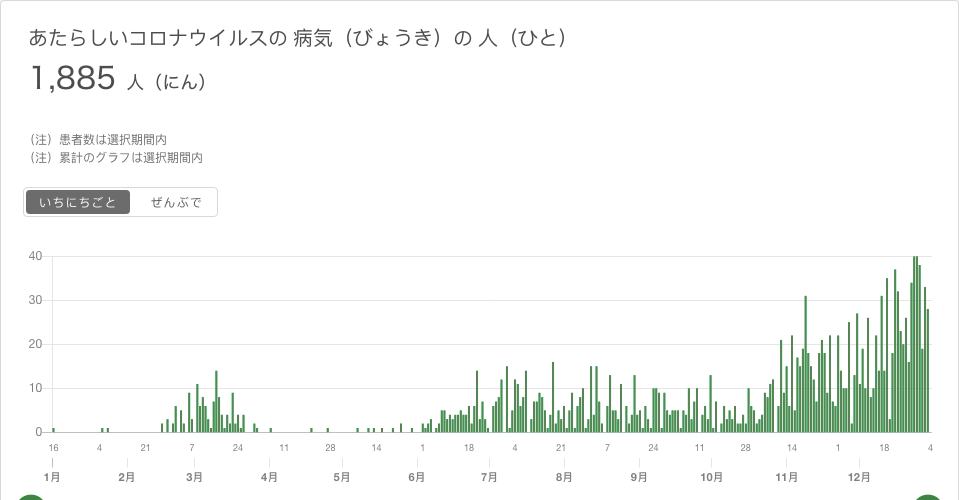 あたらしいコロナウイルスの 病気（びょうき）の 人（ひと）
1,885 人（にん）
（注）患者数は選択期間内
（注）累計のグラフは選択期間内
いちにちごと ぜんぶで
40
30
20
10
0
16 4 21 7 24 11 28 14 1 18 4 21 7 24 11 28 14 1 18 4
1月 2月 3月 4月 5月 6月 7月 8月 9月 10月 11月 12月